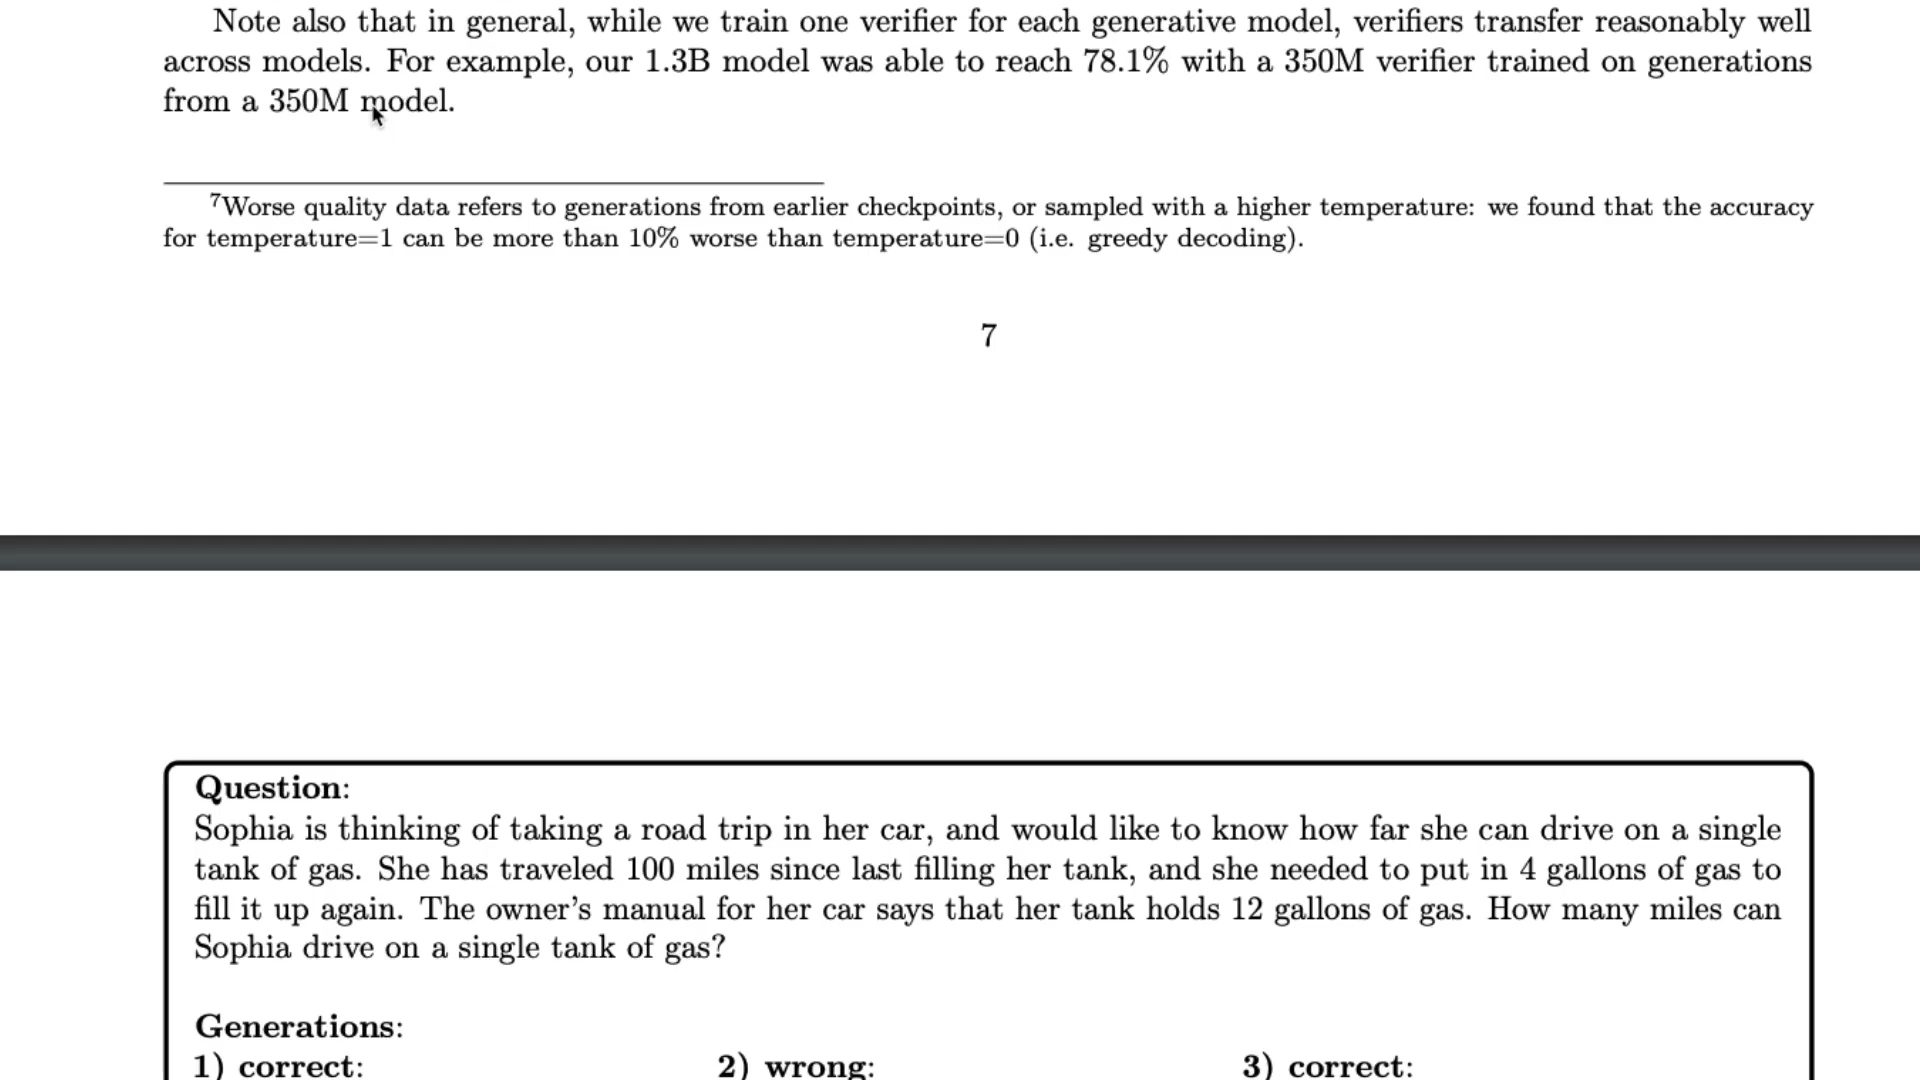 Note also that in general, while we train one verifier for each generative model, verifiers transfer reasonably well
across models. For example, our 1.3B model was able to reach 78.1% with a 350M verifier trained on generations
from a 350M model.
⁷Worse quality data refers to generations from earlier checkpoints, or sampled with a higher temperature: we found that the accuracy
for temperature=1 can be more than 10% worse than temperature=0 (i.e. greedy decoding).
7
Question:
Sophia is thinking of taking a road trip in her car, and would like to know how far she can drive on a single
tank of gas. She has traveled 100 miles since last filling her tank, and she needed to put in 4 gallons of gas to
fill it up again. The owner's manual for her car says that her tank holds 12 gallons of gas. How many miles can
Sophia drive on a single tank of gas?
Generations:
1) correct: 2) wrong: 3) correct: